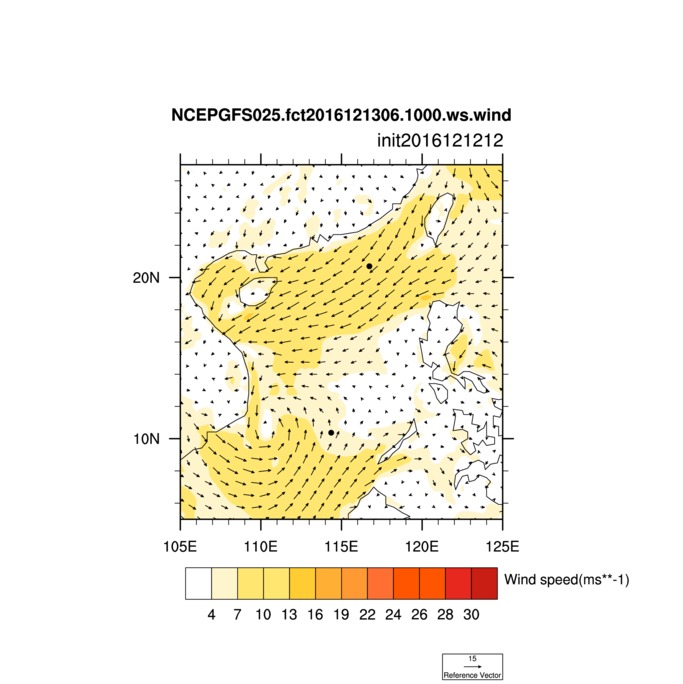 NCEPGFS025.fct2016121306.1000.ws.wind
init2016121212
20N
10N
105E 110E 115E 120E 125E
Wind speed(ms**-1)
4 7 10 13 16 19 22 24 26 28 30
15
Reference Vector